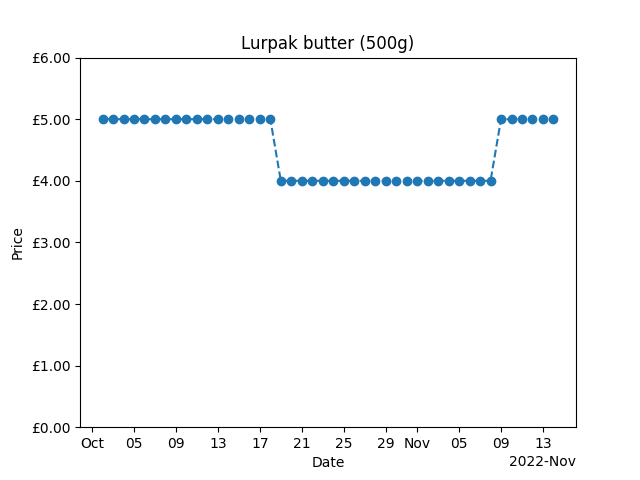 Lurpak butter (500g)
£6.00
£5.00
£4.00
£3.00
£2.00
£1.00
£0.00
Price
Oct 05 09 13 17 21 25 29 Nov 05 09 13
Date
2022-Nov